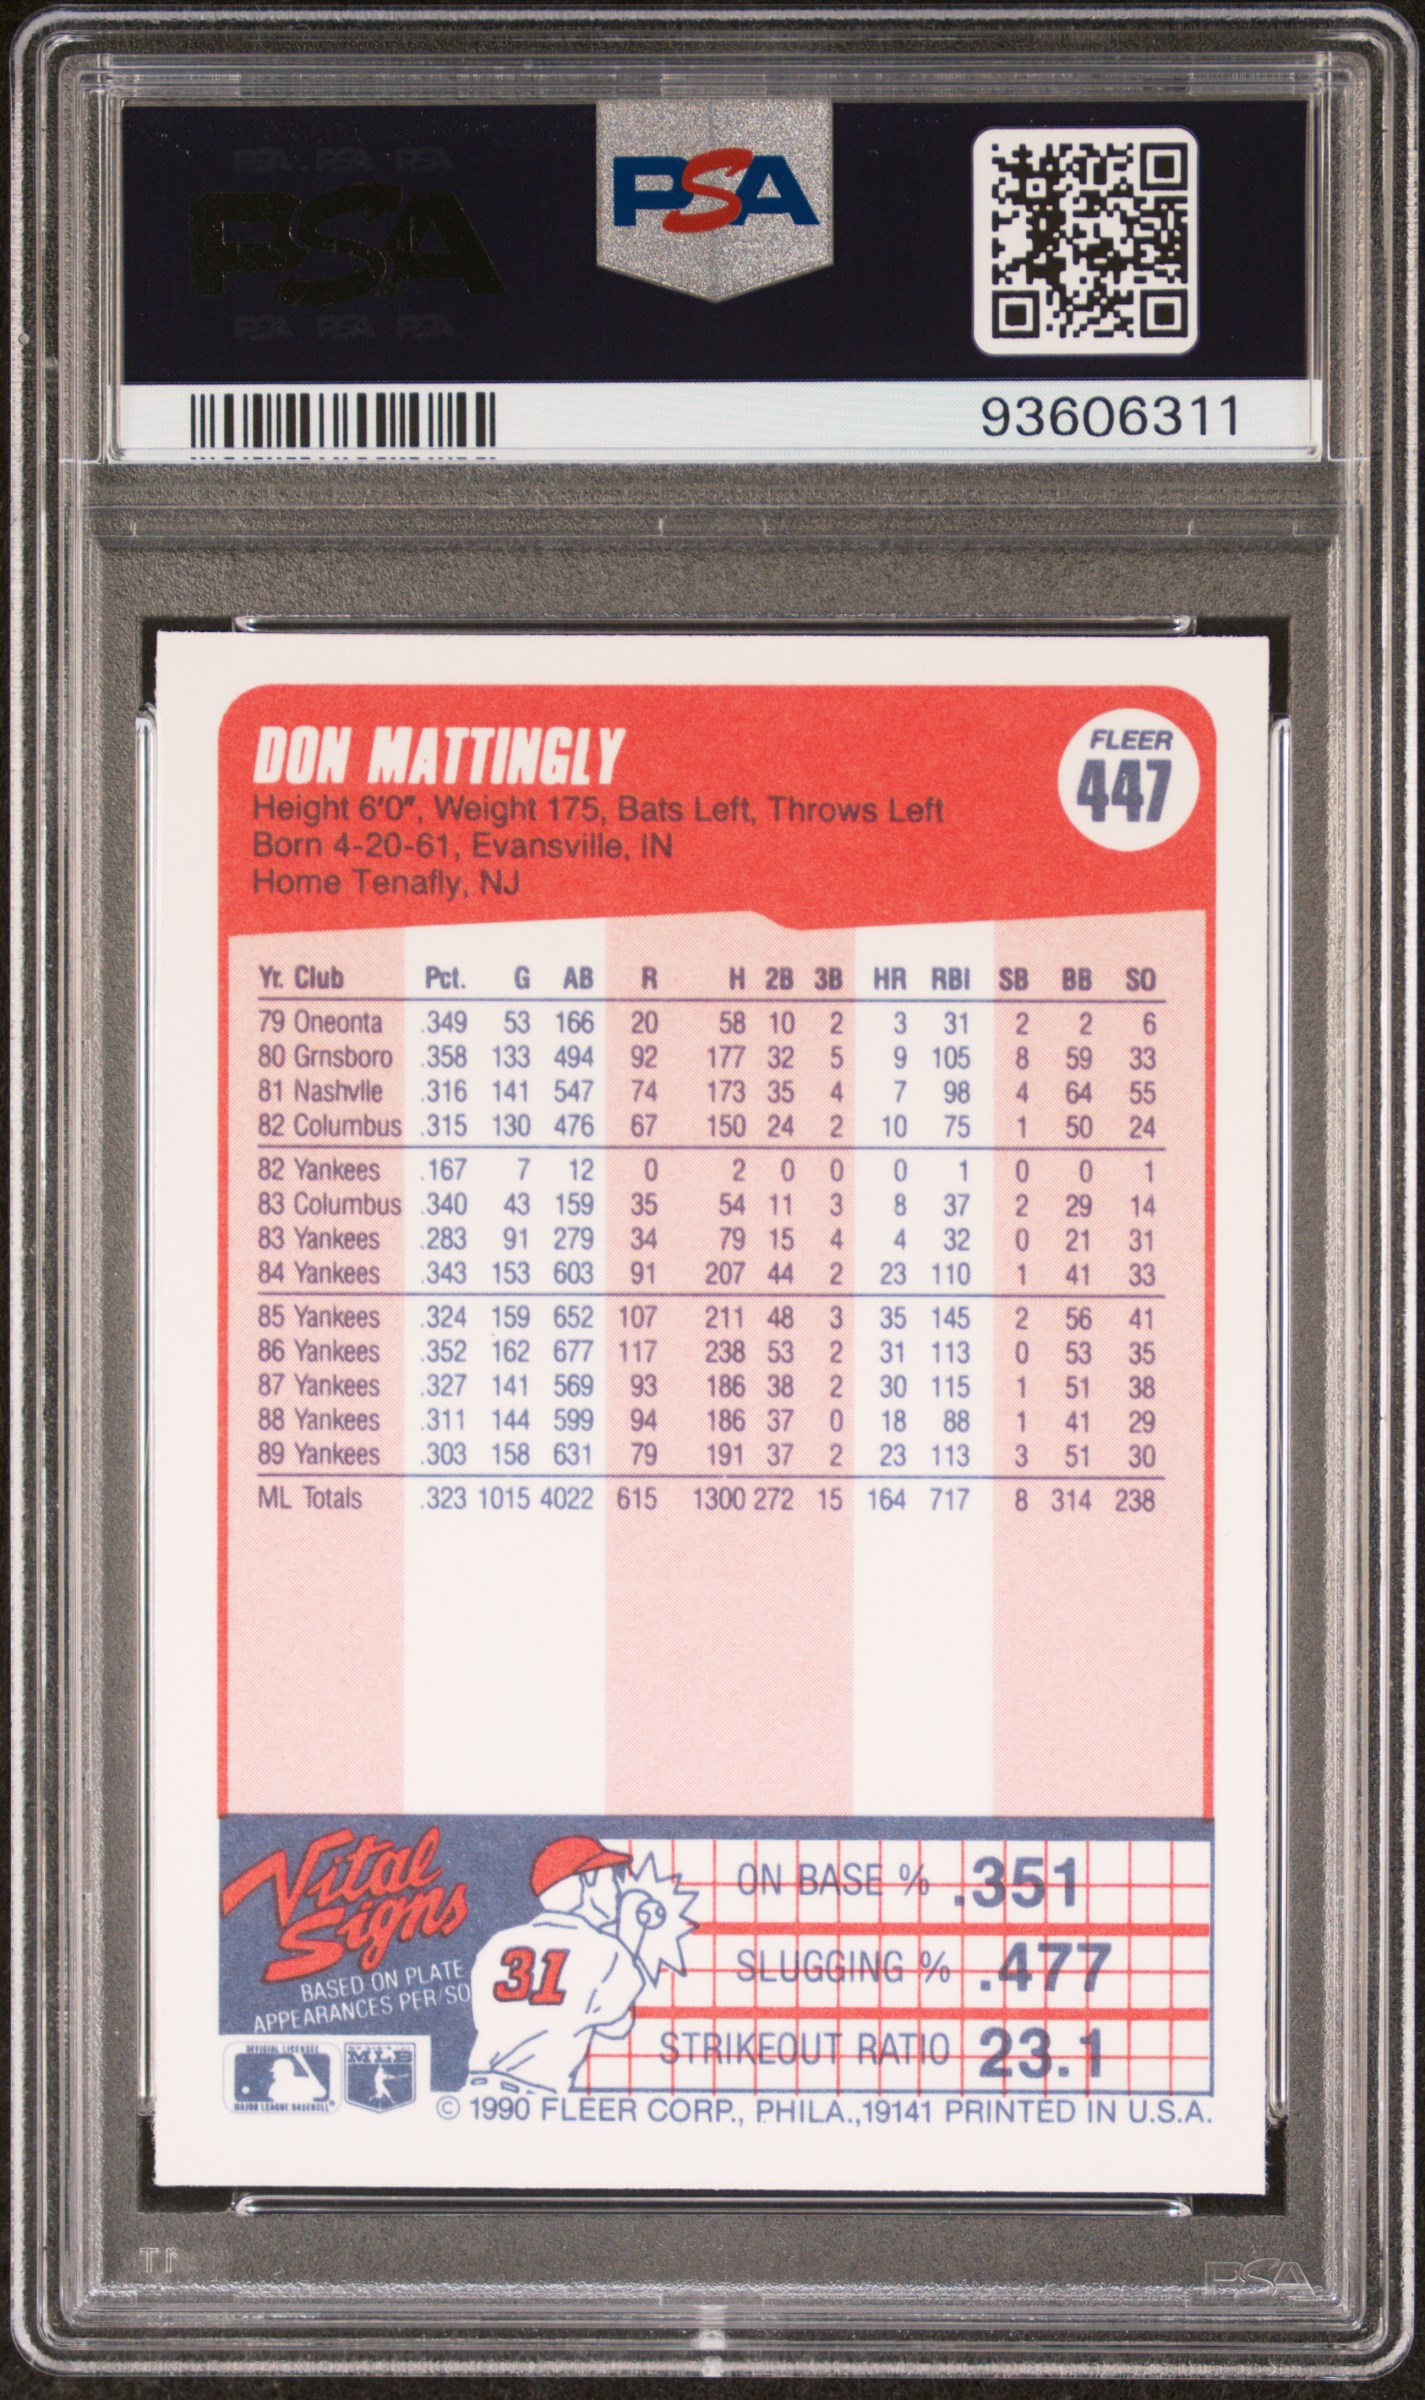 PSA PSA PSA
PSA
PSA PSA PSA
PSA
93606311
DON MATTINGLY
FLEER
447
Height 6'0", Weight 175, Bats Left, Throws Left
Born 4-20-61, Evansville, IN
Home Tenafly, NJ
Yr. Club Pct. G AB R H 2B 3B HR RBI SB BB SO
79 Oneonta .349 53 166 20 58 10 2 3 31 2 2 6
80 Grnsboro .358 133 494 92 177 32 5 9 105 8 59 33
81 Nashvlle .316 141 547 74 173 35 4 7 98 4 64 55
82 Columbus .315 130 476 67 150 24 2 10 75 1 50 24
82 Yankees .167 7 12 0 2 0 0 0 1 0 0 1
83 Columbus .340 43 159 35 54 11 3 8 37 2 29 14
83 Yankees .283 91 279 34 79 15 4 4 32 0 21 31
84 Yankees .343 153 603 91 207 44 2 23 110 1 41 33
85 Yankees .324 159 652 107 211 48 3 35 145 2 56 41
86 Yankees .352 162 677 117 238 53 2 31 113 0 53 35
87 Yankees .327 141 569 93 186 38 2 30 115 1 51 38
88 Yankees .311 144 599 94 186 37 0 18 88 1 41 29
89 Yankees .303 158 631 79 191 37 2 23 113 3 51 30
ML Totals .323 1015 4022 615 1300 272 15 164 717 8 314 238
Vital
Signs
BASED ON PLATE
APPEARANCES PER/SO
31
ON BASE % .351
SLUGGING % .477
STRIKEOUT RATIO 23.1
OFFICIAL LICENSEE
MAJOR LEAGUE BASEBALL
MLB
© 1990 FLEER CORP., PHILA.,19141 PRINTED IN U.S.A.
PSA